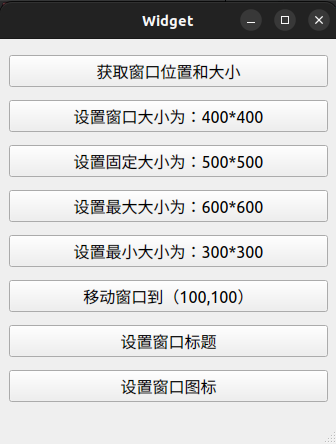 Widget
获取窗口位置和大小
设置窗口大小为：400*400
设置固定大小为：500*500
设置最大大小为：600*600
设置最小大小为：300*300
移动窗口到（100,100）
设置窗口标题
设置窗口图标